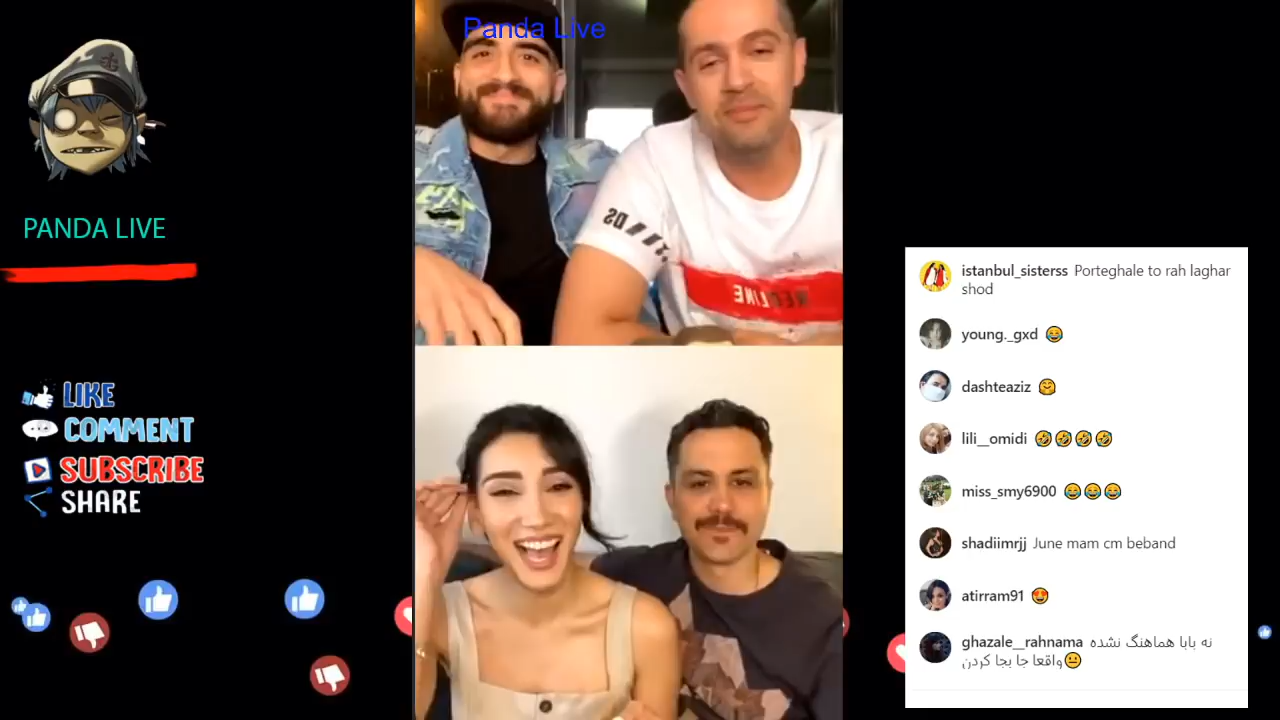 Panda Live
PANDA LIVE
LIKE
COMMENT
SUBSCRIBE
SHARE
istanbul_sisterss Porteghale to rah laghar
shod
young._gxd 😂
dashteaziz 🤗
lili__omidi 🤣🤣🤣🤣
miss_smy6900 😂😂😂
shadiimrjj June mam cm beband
atirram91 😍
ghazale__rahnama نه بابا هماهنگ نشده
واقعا جا بجا کردن😐